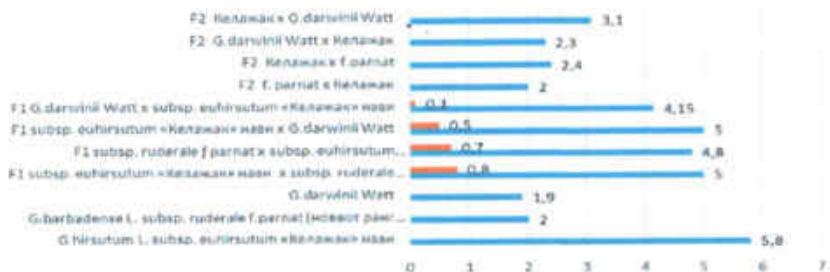 F2 Келажак x G.darwinii Watt 3,1
F2 G.darwinii Watt x Келажак 2,3
F2 Келажак x f.parnat 2,4
F2 f. parnat x Келажак 2
F1 G.darwinii Watt x subsp. euhirsutum «Келажак» нави 0,1 4,15
F1 subsp. euhirsutum «Келажак» нави x G.darwinii Watt 0,5 5
F1 subsp. ruderale f parnat x subsp. euhirsutum... 0,7 4,8
F1 subsp. euhirsutum «Келажак» нави x subsp. ruderale... 0,8 5
G.darwinii Watt 1,9
G.barbadense L. subsp. ruderale f.parnat (новвот ранг... 2
G hirsutum L. subsp. euhirsutum «Келажак» нави 5,8
0 1 2 3 4 5 6 7